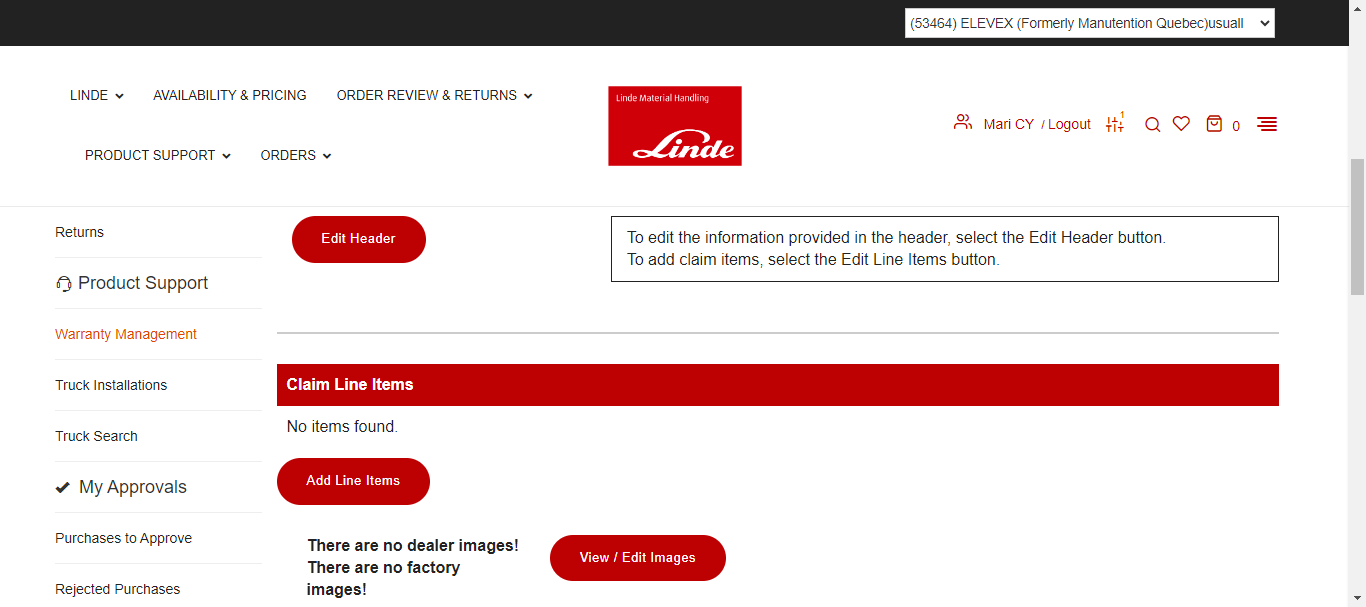 (53464) ELEVEX (Formerly Manutention Quebec)usuall
LINDE
AVAILABILITY & PRICING
ORDER REVIEW & RETURNS
PRODUCT SUPPORT
ORDERS
Linde Material Handling
Linde
Mari CY / Logout
1
0
Returns
Product Support
Warranty Management
Truck Installations
Truck Search
My Approvals
Purchases to Approve
Rejected Purchases
Edit Header
To edit the information provided in the header, select the Edit Header button.
To add claim items, select the Edit Line Items button.
Claim Line Items
No items found.
Add Line Items
There are no dealer images!
There are no factory
images!
View / Edit Images